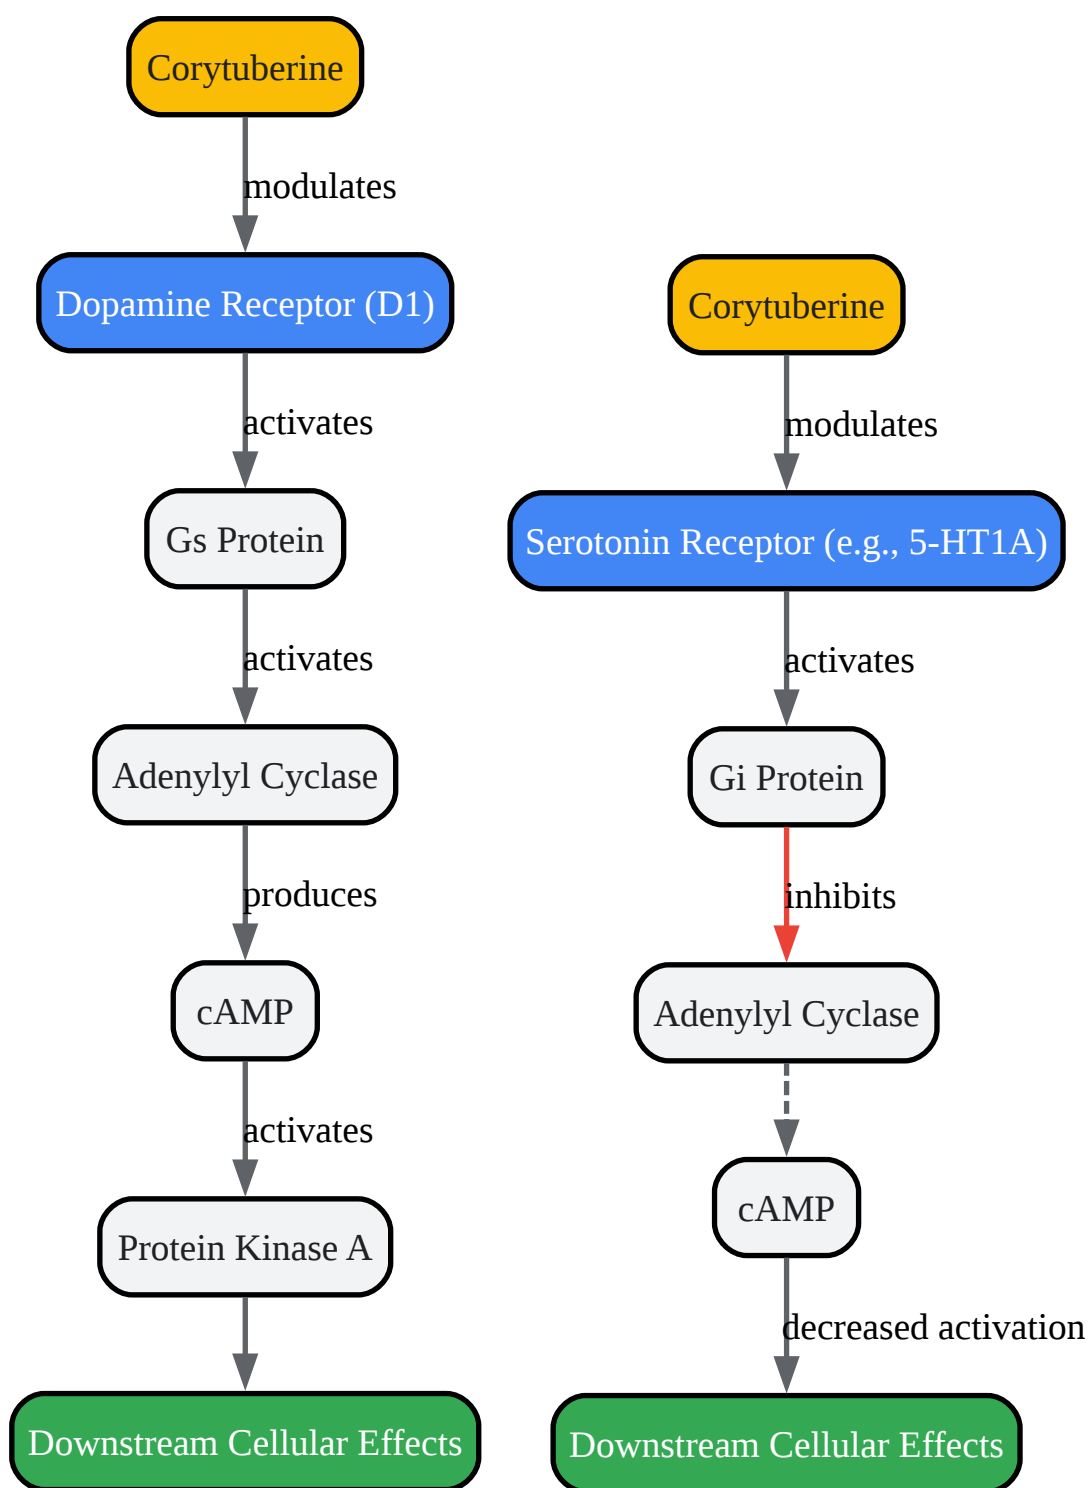 Corytuberine
modulates
Dopamine Receptor (D1)
activates
Gs Protein
activates
Adenylyl Cyclase
produces
cAMP
activates
Protein Kinase A
Downstream Cellular Effects
Corytuberine
modulates
Serotonin Receptor (e.g., 5-HT1A)
activates
Gi Protein
inhibits
Adenylyl Cyclase
cAMP
decreased activation
Downstream Cellular Effects